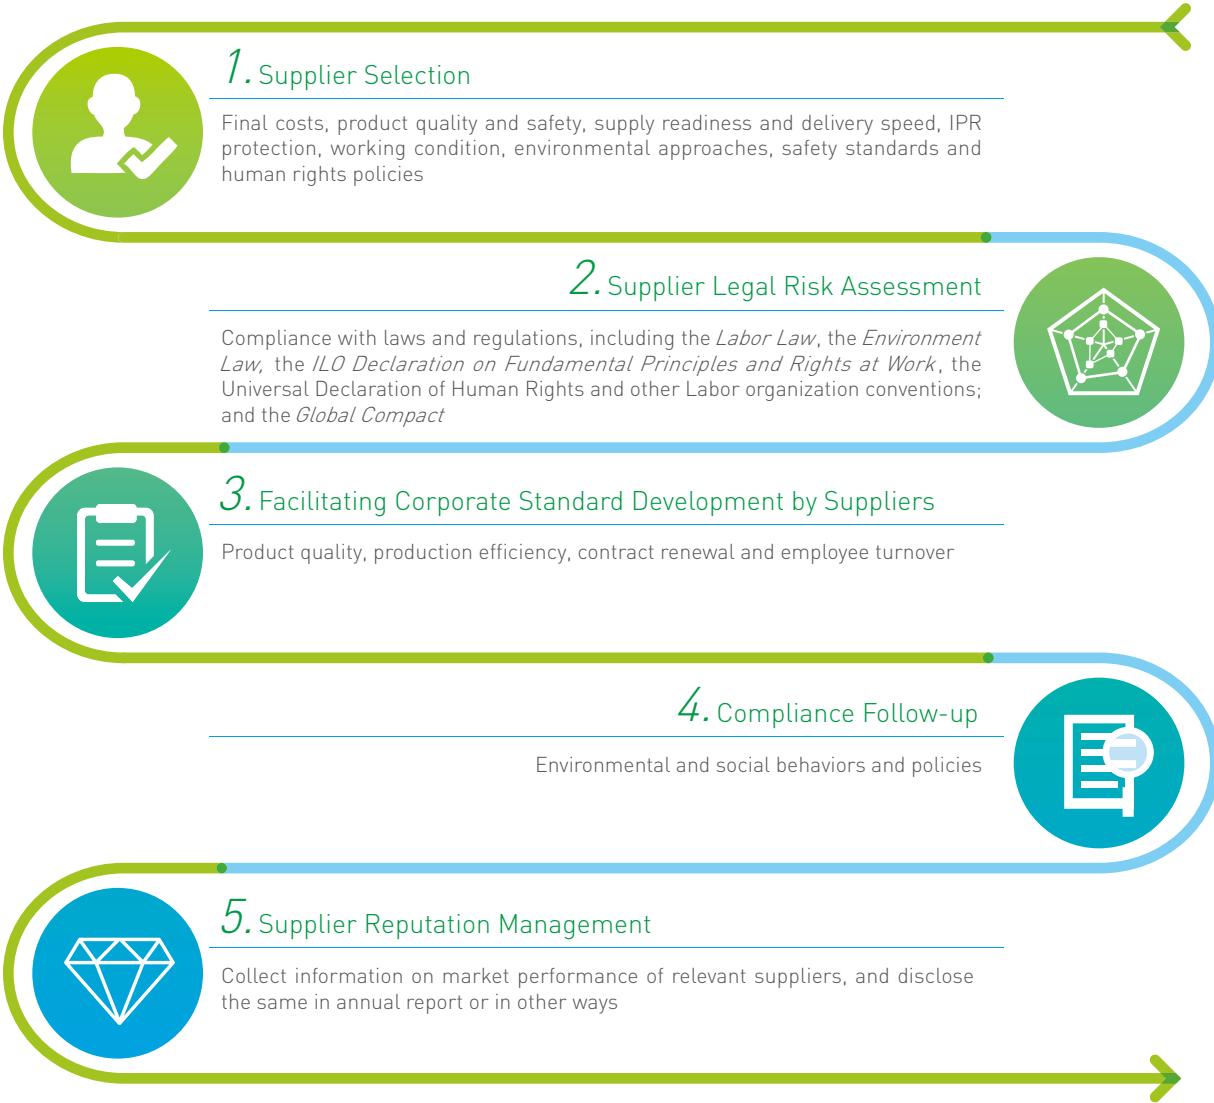 1. Supplier Selection
Final costs, product quality and safety, supply readiness and delivery speed, IPR
protection, working condition, environmental approaches, safety standards and
human rights policies
2. Supplier Legal Risk Assessment
Compliance with laws and regulations, including the Labor Law, the Environment
Law, the ILO Declaration on Fundamental Principles and Rights at Work, the
Universal Declaration of Human Rights and other Labor organization conventions;
and the Global Compact
3. Facilitating Corporate Standard Development by Suppliers
Product quality, production efficiency, contract renewal and employee turnover
4. Compliance Follow-up
Environmental and social behaviors and policies
5. Supplier Reputation Management
Collect information on market performance of relevant suppliers, and disclose
the same in annual report or in other ways